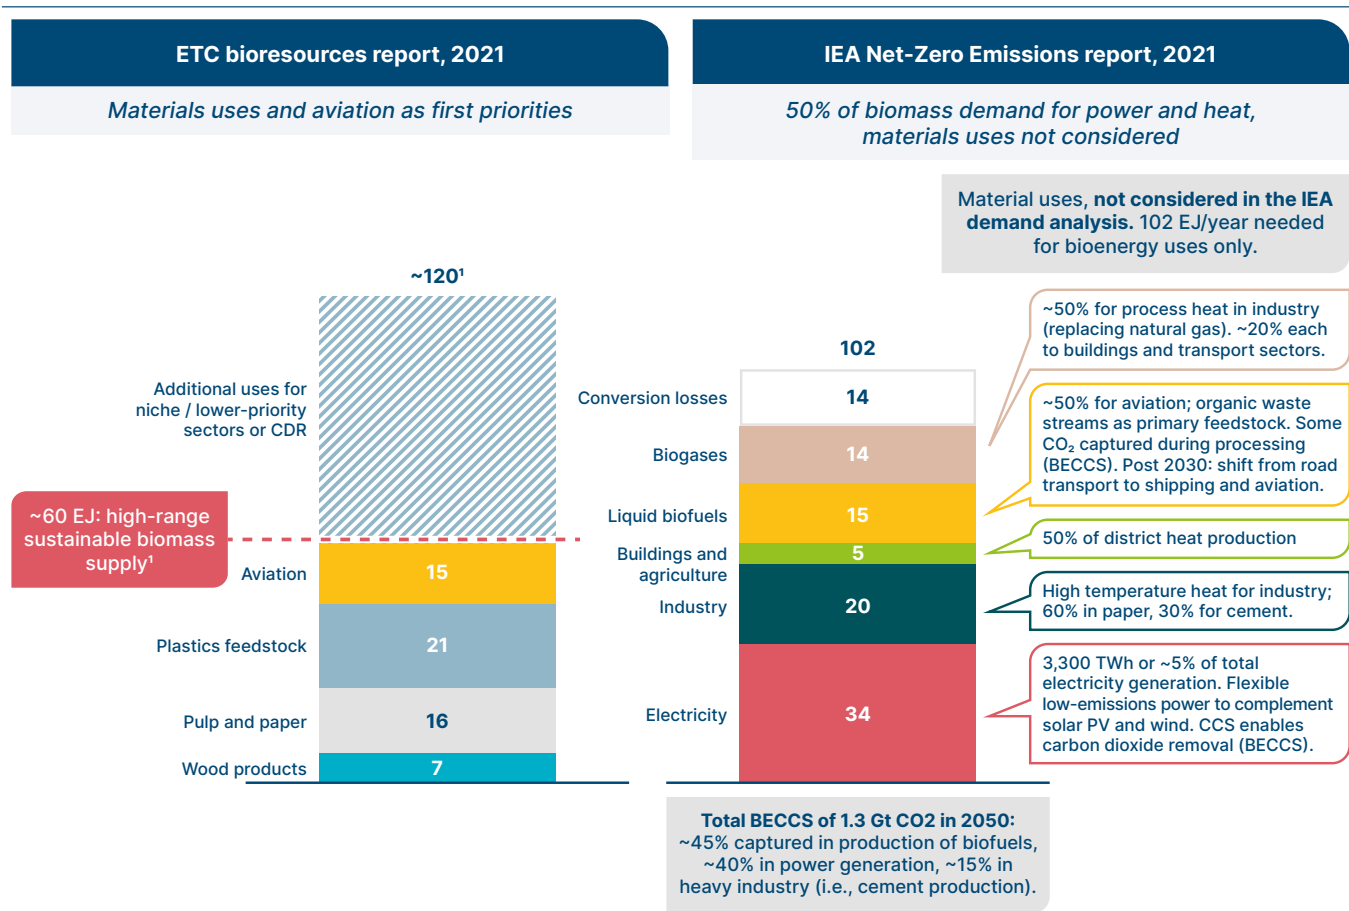 ETC bioresources report, 2021
Materials uses and aviation as first priorities
~120¹
Additional uses for
niche / lower-priority
sectors or CDR
~60 EJ: high-range
sustainable biomass
supply¹
Aviation
15
Plastics feedstock
21
Pulp and paper
16
Wood products
7
IEA Net-Zero Emissions report, 2021
50% of biomass demand for power and heat,
materials uses not considered
Material uses, not considered in the IEA
demand analysis. 102 EJ/year needed
for bioenergy uses only.
102
Conversion losses
14
Biogases
14
~50% for process heat in industry
(replacing natural gas). ~20% each
to buildings and transport sectors.
Liquid biofuels
15
~50% for aviation; organic waste
streams as primary feedstock. Some
CO₂ captured during processing
(BECCS). Post 2030: shift from road
transport to shipping and aviation.
Buildings and
agriculture
5
50% of district heat production
Industry
20
High temperature heat for industry;
60% in paper, 30% for cement.
Electricity
34
3,300 TWh or ~5% of total
electricity generation. Flexible
low-emissions power to complement
solar PV and wind. CCS enables
carbon dioxide removal (BECCS).
Total BECCS of 1.3 Gt CO2 in 2050:
~45% captured in production of biofuels,
~40% in power generation, ~15% in
heavy industry (i.e., cement production).